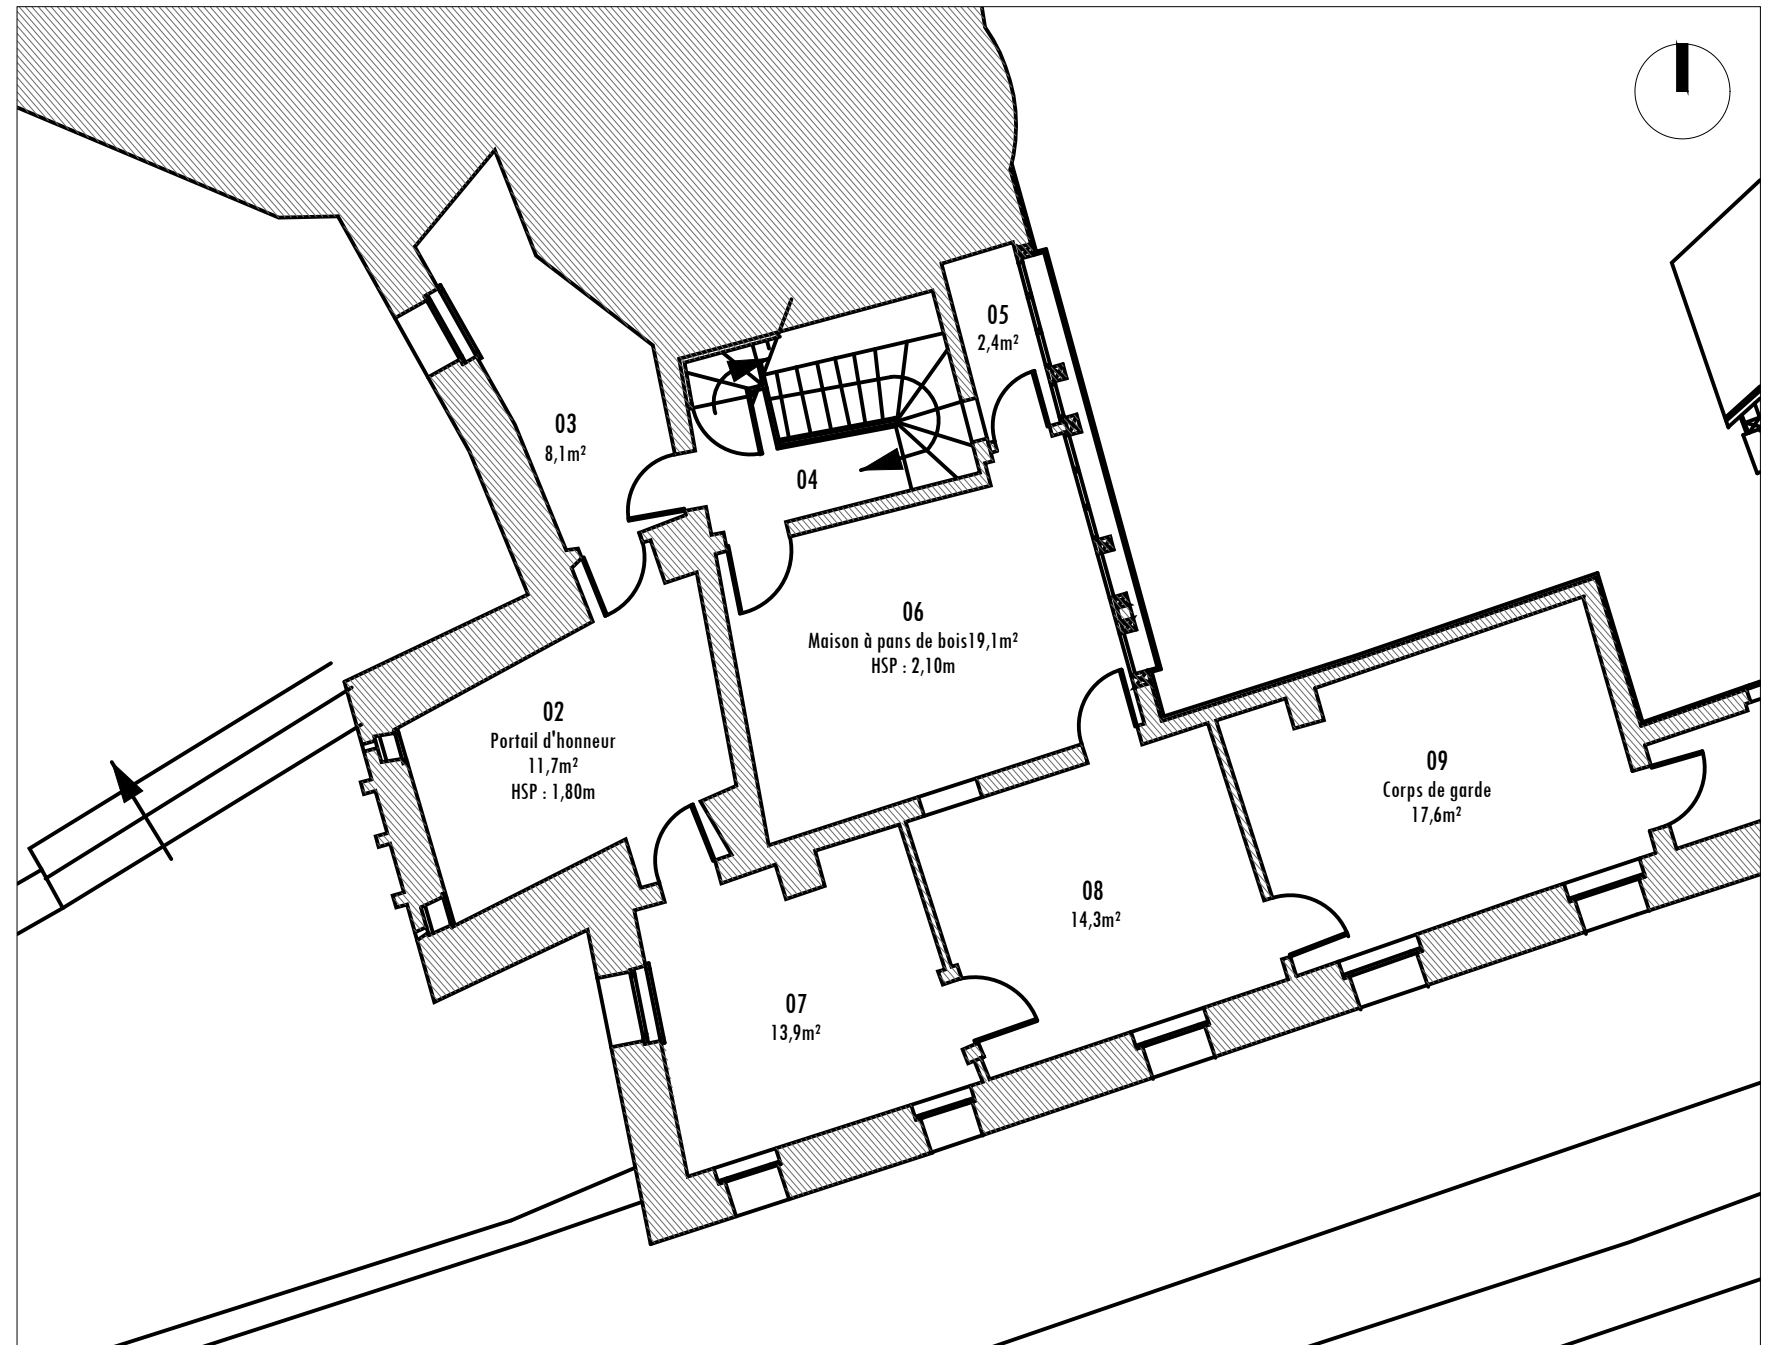 05
2,4m²
03
8,1m²
04
06
Maison à pans de bois19,1m²
HSP : 2,10m
02
Portail d'honneur
11,7m²
HSP : 1,80m
09
Corps de garde
17,6m²
08
14,3m²
07
13,9m²